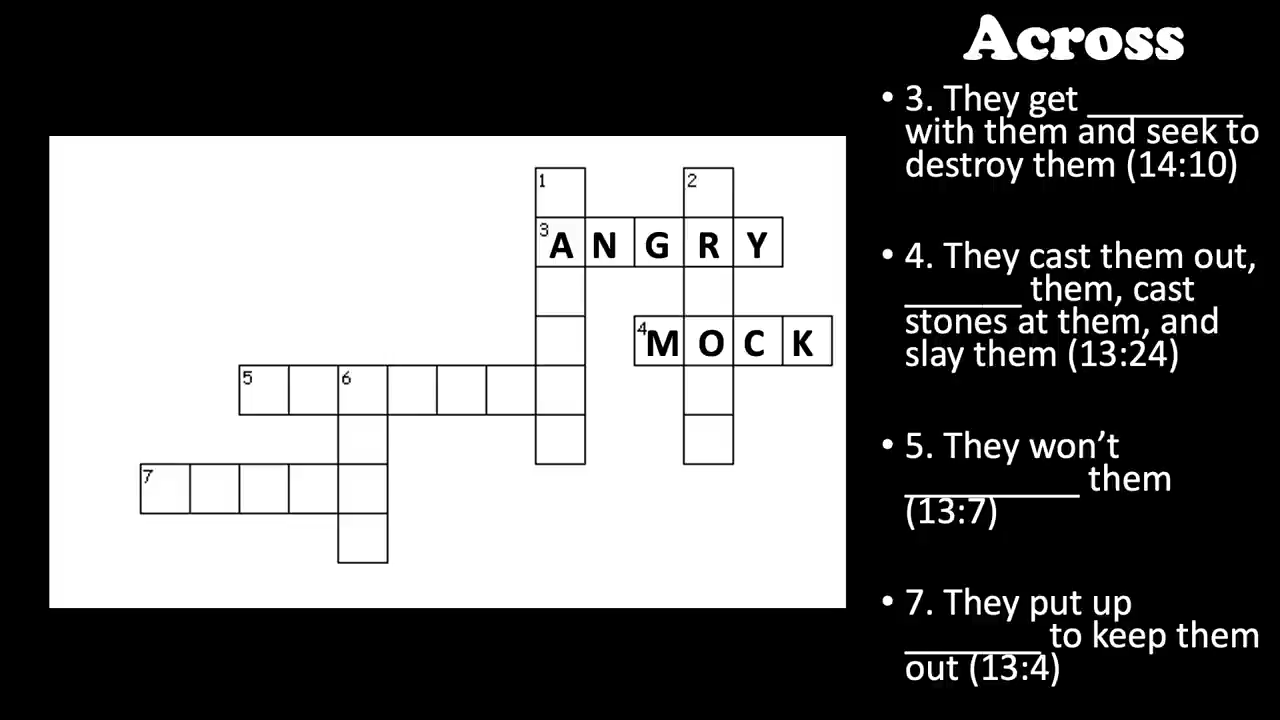 Across
• 3. They get ________
with them and seek to
destroy them (14:10)
• 4. They cast them out,
______ them, cast
stones at them, and
slay them (13:24)
• 5. They won’t
_________ them
(13:7)
• 7. They put up
_______ to keep them
out (13:4)
1 2
3 A N G R Y
4 M O C K
5 6
7